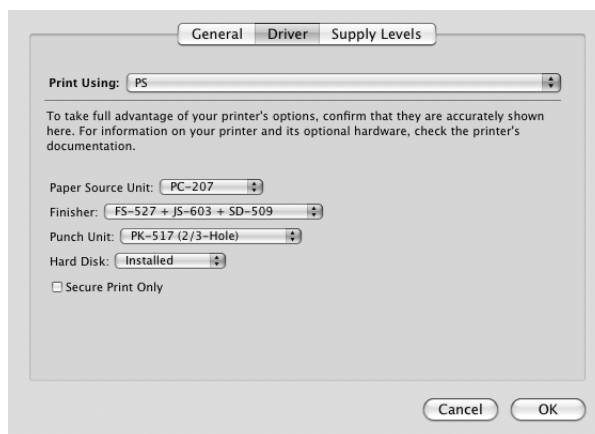 General Driver Supply Levels
Print Using: PS
To take full advantage of your printer's options, confirm that they are accurately shown
here. For information on your printer and its optional hardware, check the printer's
documentation.
Paper Source Unit: PC-207
Finisher: FS-527 + JS-603 + SD-509
Punch Unit: PK-517 (2/3-Hole)
Hard Disk: Installed
Secure Print Only
Cancel OK